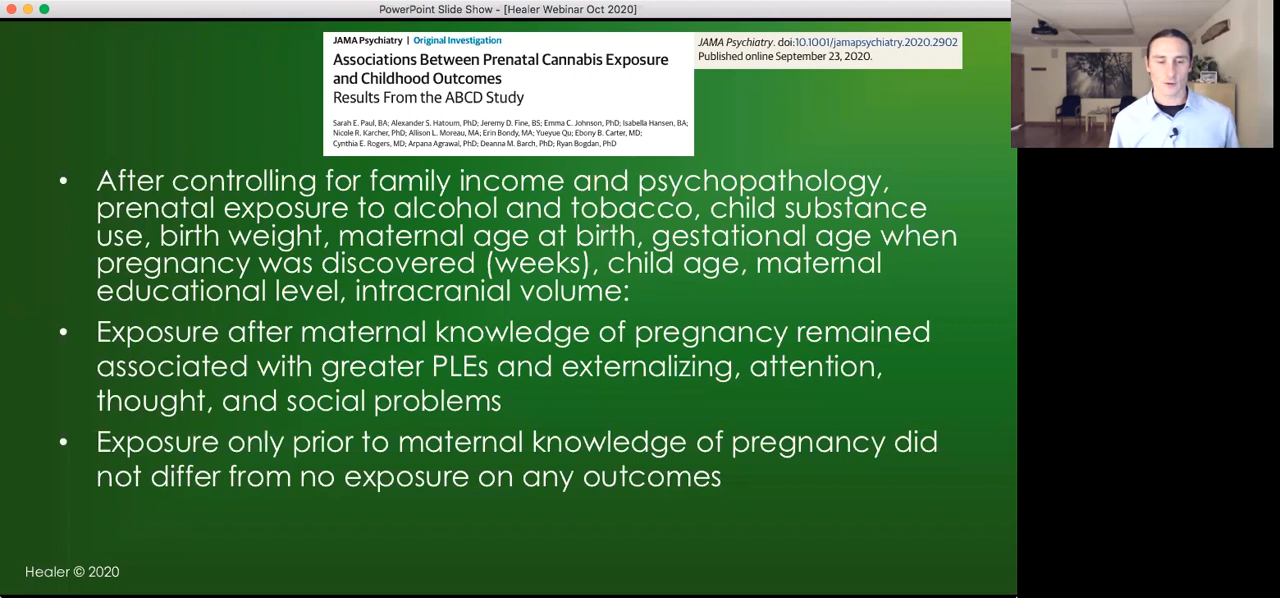 PowerPoint Slide Show - [Healer Webinar Oct 2020]
JAMA Psychiatry | Original Investigation
Associations Between Prenatal Cannabis Exposure
and Childhood Outcomes
Results From the ABCD Study
Sarah E. Paul, BA; Alexander S. Hatoum, PhD; Jeremy D. Fine, BS; Emma C. Johnson, PhD; Isabella Hansen, BA;
Nicole R. Karcher, PhD; Allison L. Moreau, MA; Erin Bondy, MA; Yueyue Qu; Ebony B. Carter, MD;
Cynthia E. Rogers, MD; Arpana Agrawal, PhD; Deanna M. Barch, PhD; Ryan Bogdan, PhD
JAMA Psychiatry. doi:10.1001/jamapsychiatry.2020.2902
Published online September 23, 2020.
• After controlling for family income and psychopathology,
prenatal exposure to alcohol and tobacco, child substance
use, birth weight, maternal age at birth, gestational age when
pregnancy was discovered (weeks), child age, maternal
educational level, intracranial volume:
• Exposure after maternal knowledge of pregnancy remained
associated with greater PLEs and externalizing, attention,
thought, and social problems
• Exposure only prior to maternal knowledge of pregnancy did
not differ from no exposure on any outcomes
Healer © 2020